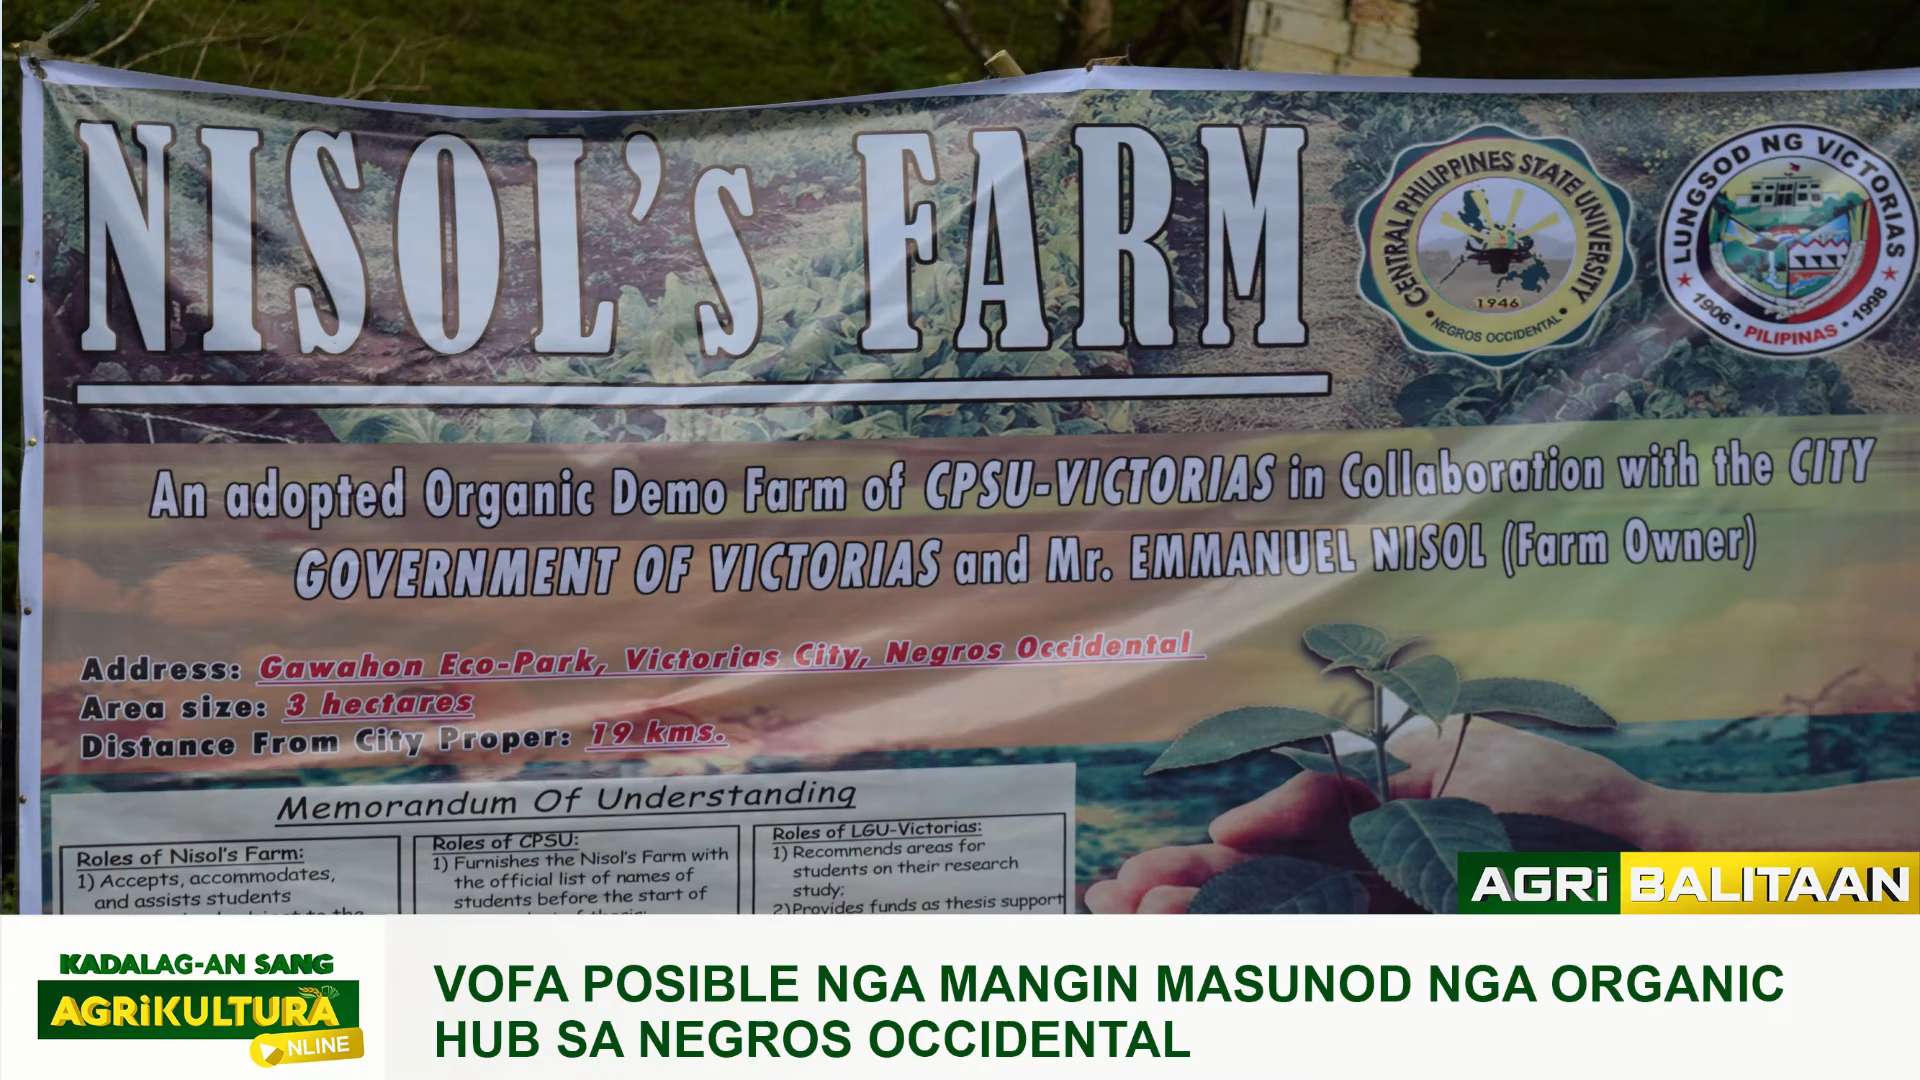 NISOL's FARM
CENTRAL PHILIPPINES STATE UNIVERSITY
1946
• NEGROS OCCIDENTAL •
LUNGSOD NG VICTORIAS
1906 • PILIPINAS • 1998
An adopted Organic Demo Farm of CPSU-VICTORIAS in Collaboration with the CITY
GOVERNMENT OF VICTORIAS and Mr. EMMANUEL NISOL (Farm Owner)
Address: Gawahon Eco-Park, Victorias City, Negros Occidental
Area size: 3 hectares
Distance From City Proper: 19 kms.
Memorandum Of Understanding
Roles of Nisol's Farm:
1) Accepts, accommodates,
and assists students
Roles of CPSU:
1) Furnishes the Nisol's Farm with
the official list of names of
students before the start of
Roles of LGU-Victorias:
1) Recommends areas for
students on their research
study;
2)Provides funds as thesis support
AGRi BALITAAN
KADALAG-AN SANG
AGRiKULTURA
NLINE
VOFA POSIBLE NGA MANGIN MASUNOD NGA ORGANIC
HUB SA NEGROS OCCIDENTAL